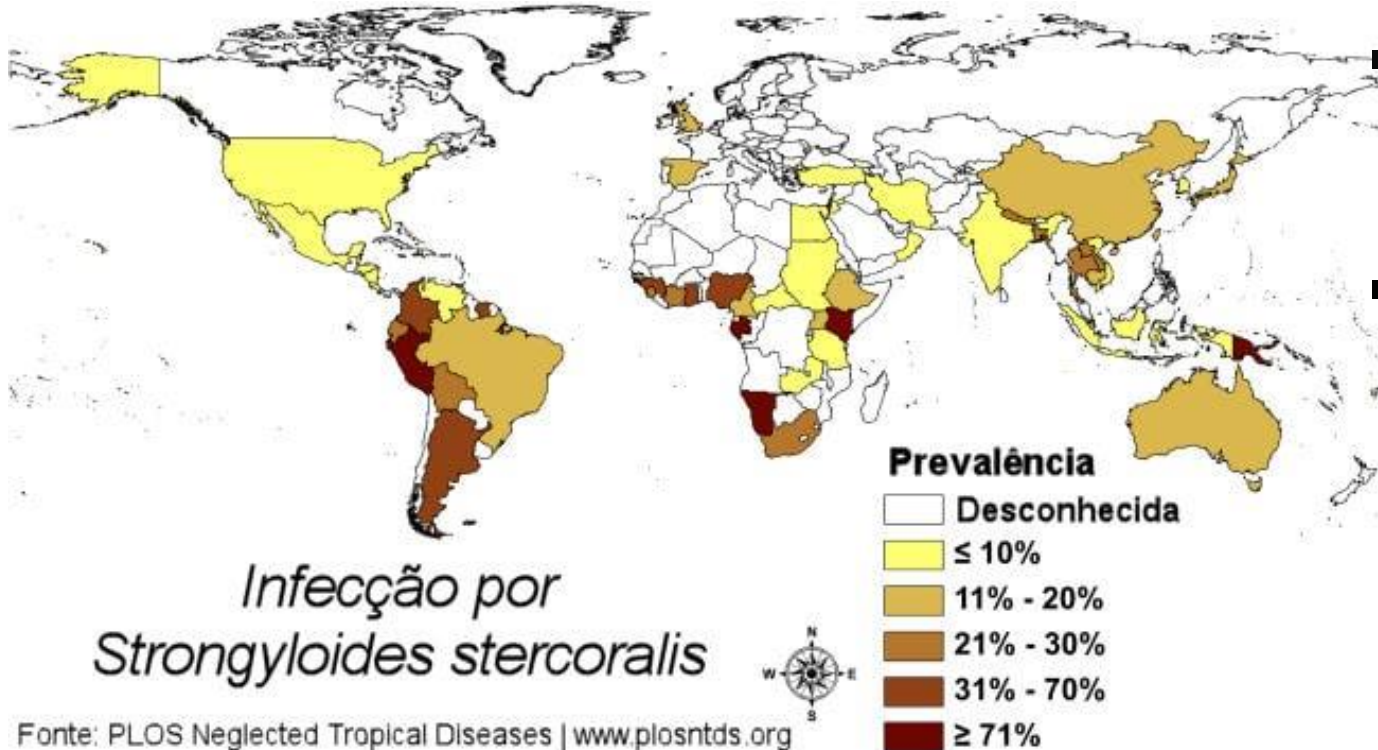 Prevalência
Desconhecida
≤ 10%
11% - 20%
21% - 30%
31% - 70%
≥ 71%
Infecção por
Strongyloides stercoralis
N
W E
S
Fonte: PLOS Neglected Tropical Diseases | www.plosntds.org